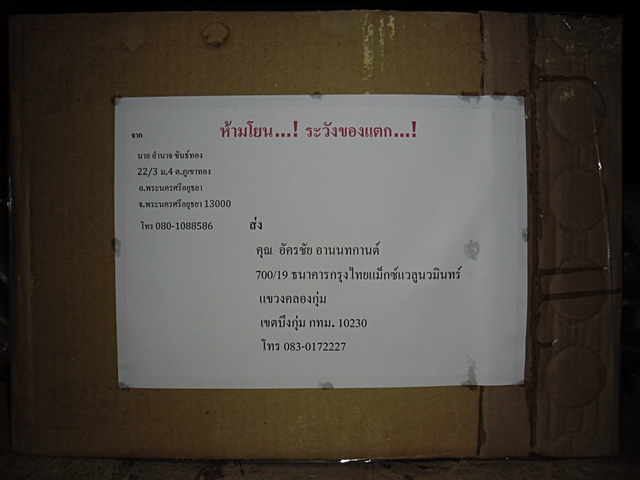 ห้ามโยน...! ระวังของแตก...!
จาก
นาย อำนาจ ขันธ์ทอง
22/3 ม.4 ต.ภูเขาทอง
อ.พระนครศรีอยุธยา
จ.พระนครศรีอยุธยา 13000
โทร 080-1088586
ส่ง
คุณ อัครชัย อานนทกานต์
700/19 ธนาคารกรุงไทยแม็กซ์แวลูนวมินทร์
แขวงคลองกุ่ม
เขตบึงกุ่ม กทม. 10230
โทร 083-0172227